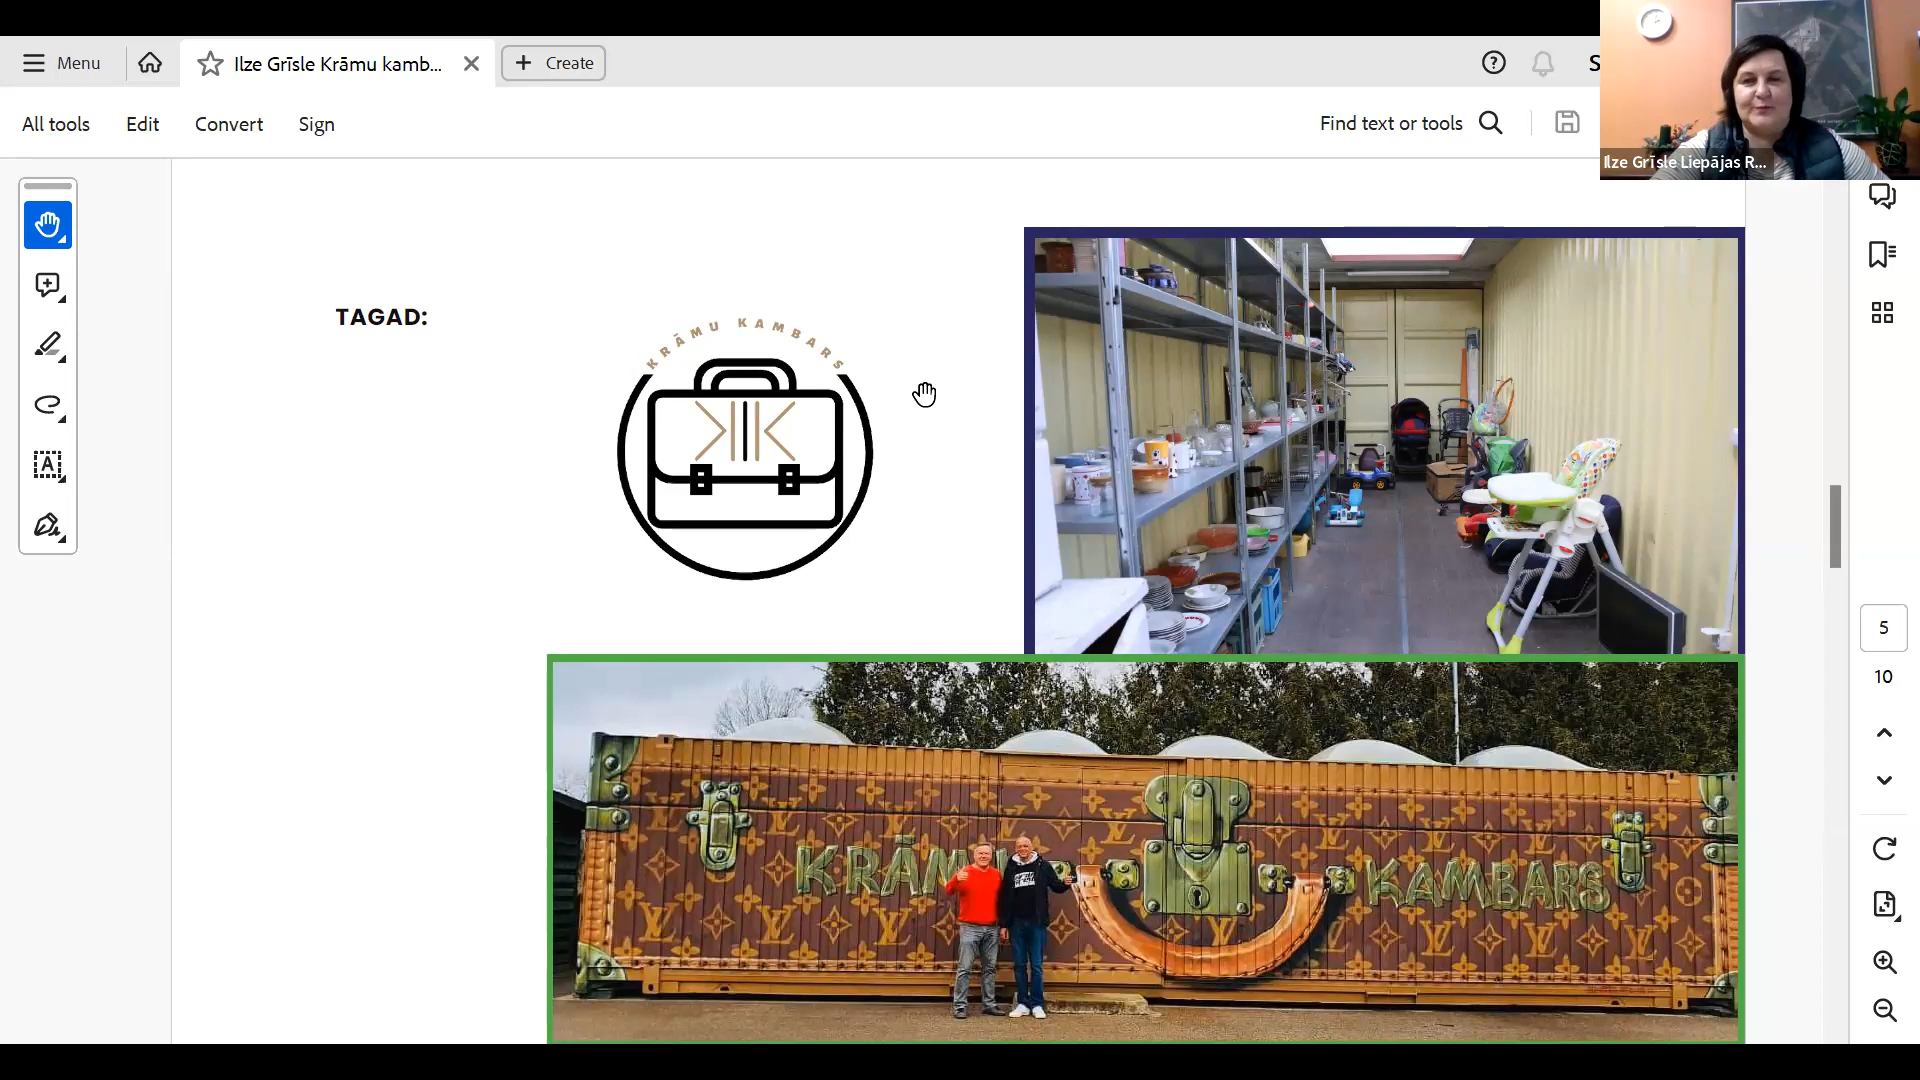 Menu
Ilze Grīsle Krāmu kamb...
Create
S
All tools
Edit
Convert
Sign
Find text or tools
Ilze Grīsle Liepājas R...
TAGAD:
KRĀMU KAMBARS
KRĀM
KAMBARS
5
10